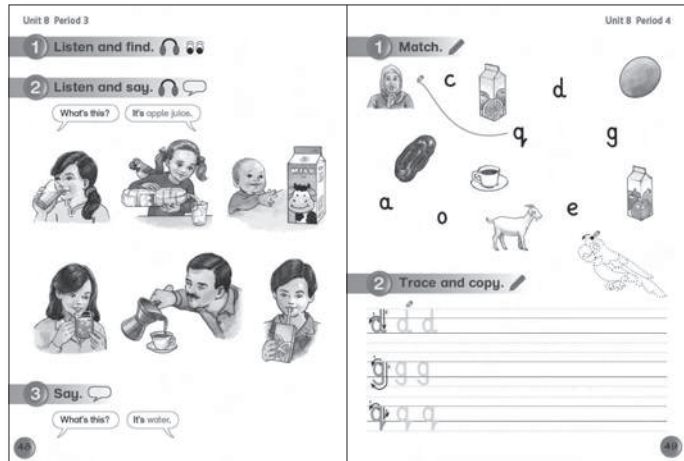 Unit 8 Period 3
1 Listen and find.
2 Listen and say.
What's this?
It's apple juice.
MILK
3 Say.
What's this?
It's water.
48
Unit 8 Period 4
1 Match.
c
d
q
g
a
o
e
2 Trace and copy.
d d d
g g g
q q q
49